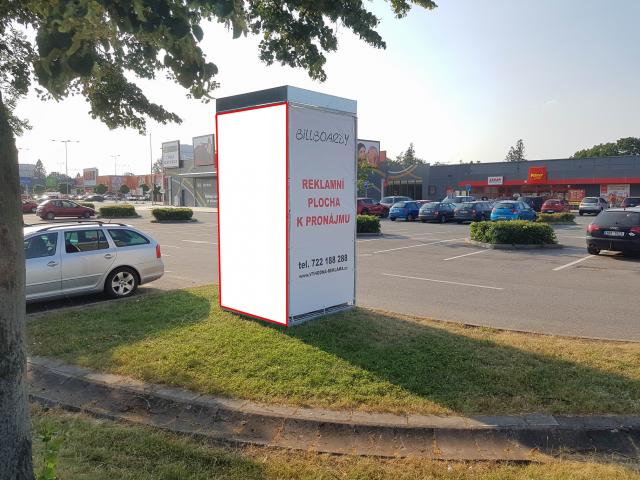 BILLBOARDY
REKLAMNÍ
PLOCHA
K PRONÁJMU
tel. 722 188 288
www.VYHODNA-REKLAMA.cz